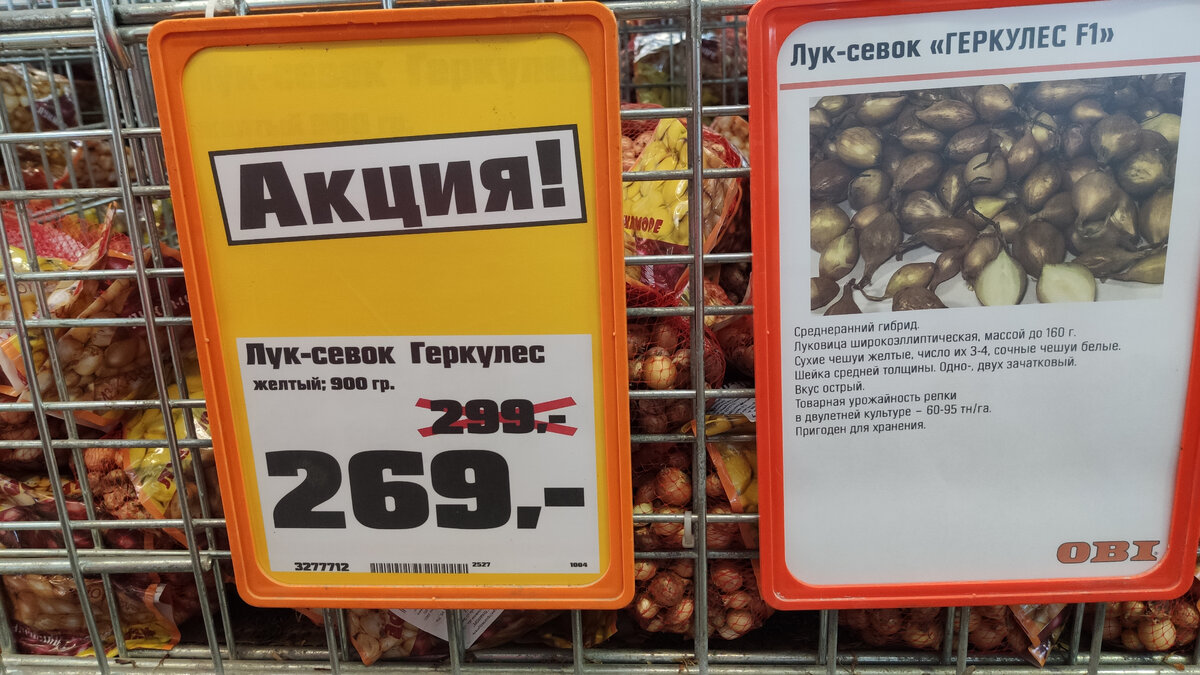 Акция!
Лук-севок Геркулес
желтый; 900 гр.
299,-
269,-
3277712
2527
1004
Лук-севок «ГЕРКУЛЕС F1»
Среднеранний гибрид.
Луковица широкоэллиптическая, массой до 160 г.
Сухие чешуи желтые, число их 3-4, сочные чешуи белые.
Шейка средней толщины. Одно-, двух зачатковый.
Вкус острый.
Товарная урожайность репки
в двулетней культуре – 60-95 тн/га.
Пригоден для хранения.
OBI